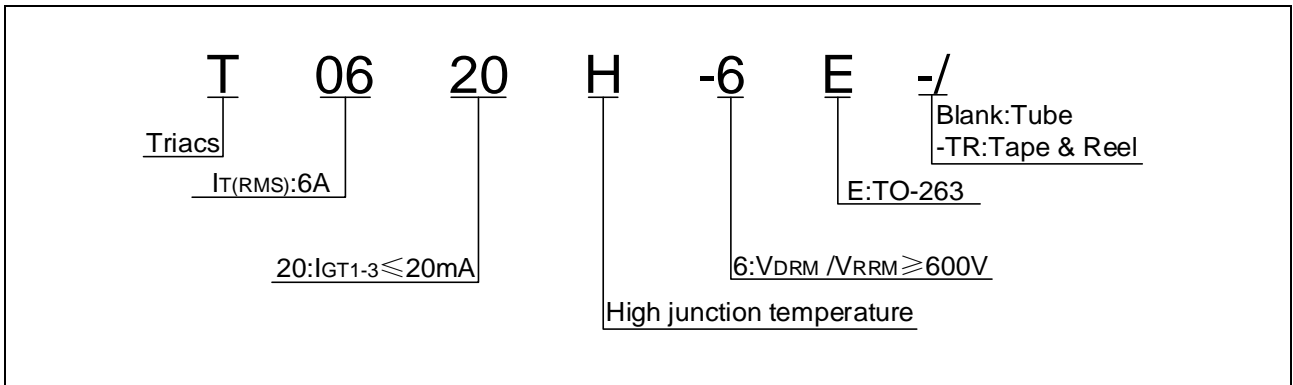 T 06 20 H -6 E -/
Blank:Tube
Triacs
-TR:Tape & Reel
IT(RMS):6A
E:TO-263
20:IGT1-3≤20mA
6:VDRM /VRRM≥600V
High junction temperature